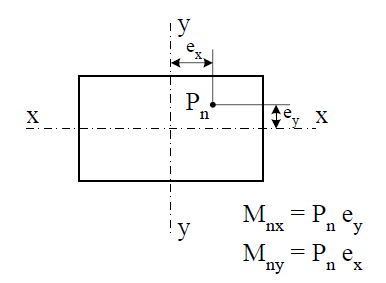 y
e_x
P_n
e_y
x
x
y
M_nx = P_n e_y
M_ny = P_n e_x